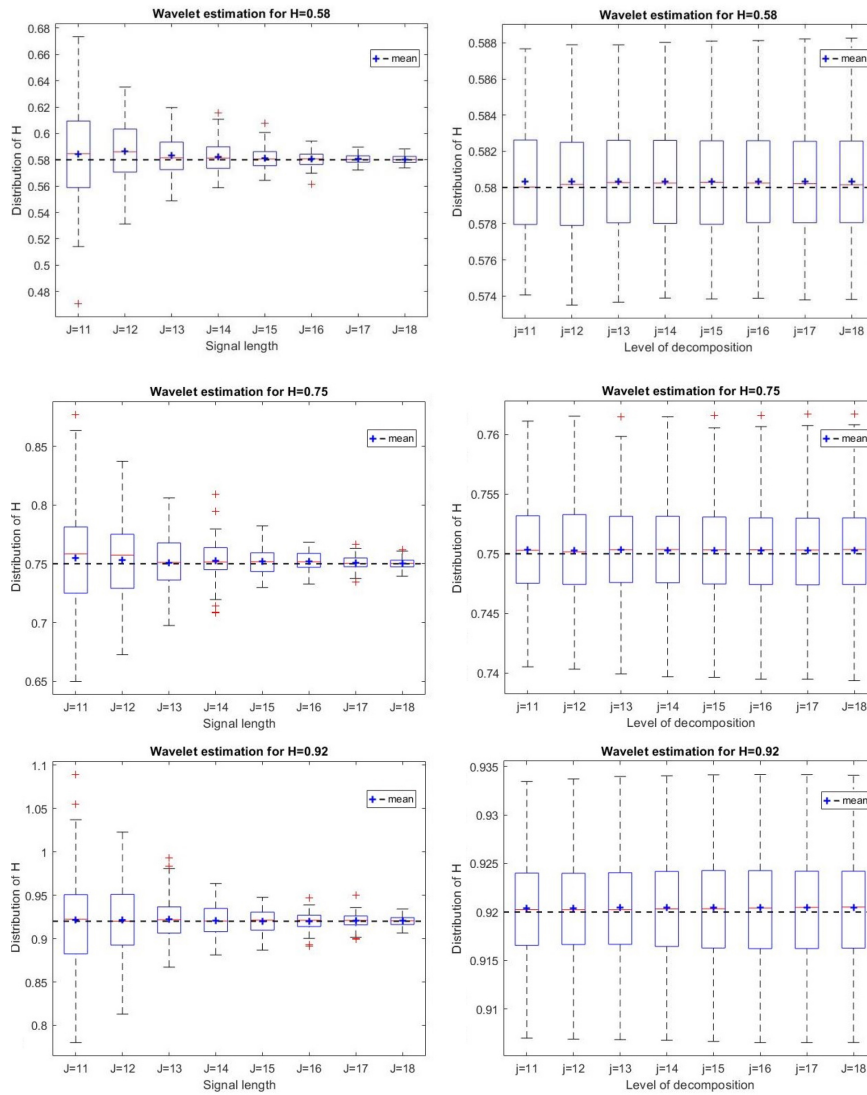 Wavelet estimation for H=0.58
0.68
0.66
0.64
0.62
0.6
0.58
0.56
0.54
0.52
0.5
0.48
Distribution of H
mean
J=11 J=12 J=13 J=14 J=15 J=16 J=17 J=18
Signal length
Wavelet estimation for H=0.58
0.588
0.586
0.584
0.582
0.58
0.578
0.576
0.574
Distribution of H
mean
j=11 j=12 j=13 j=14 j=15 j=16 j=17 J=18
Level of decomposition
Wavelet estimation for H=0.75
0.85
0.8
0.75
0.7
0.65
Distribution of H
mean
J=11 J=12 J=13 J=14 J=15 J=16 J=17 J=18
Signal length
Wavelet estimation for H=0.75
0.76
0.755
0.75
0.745
0.74
Distribution of H
mean
j=11 j=12 j=13 j=14 j=15 j=16 j=17 J=18
Level of decomposition
Wavelet estimation for H=0.92
1.1
1.05
1
0.95
0.9
0.85
0.8
Distribution of H
mean
J=11 J=12 J=13 J=14 J=15 J=16 J=17 J=18
Signal length
Wavelet estimation for H=0.92
0.935
0.93
0.925
0.92
0.915
0.91
Distribution of H
mean
j=11 j=12 j=13 j=14 j=15 j=16 j=17 J=18
Level of decomposition